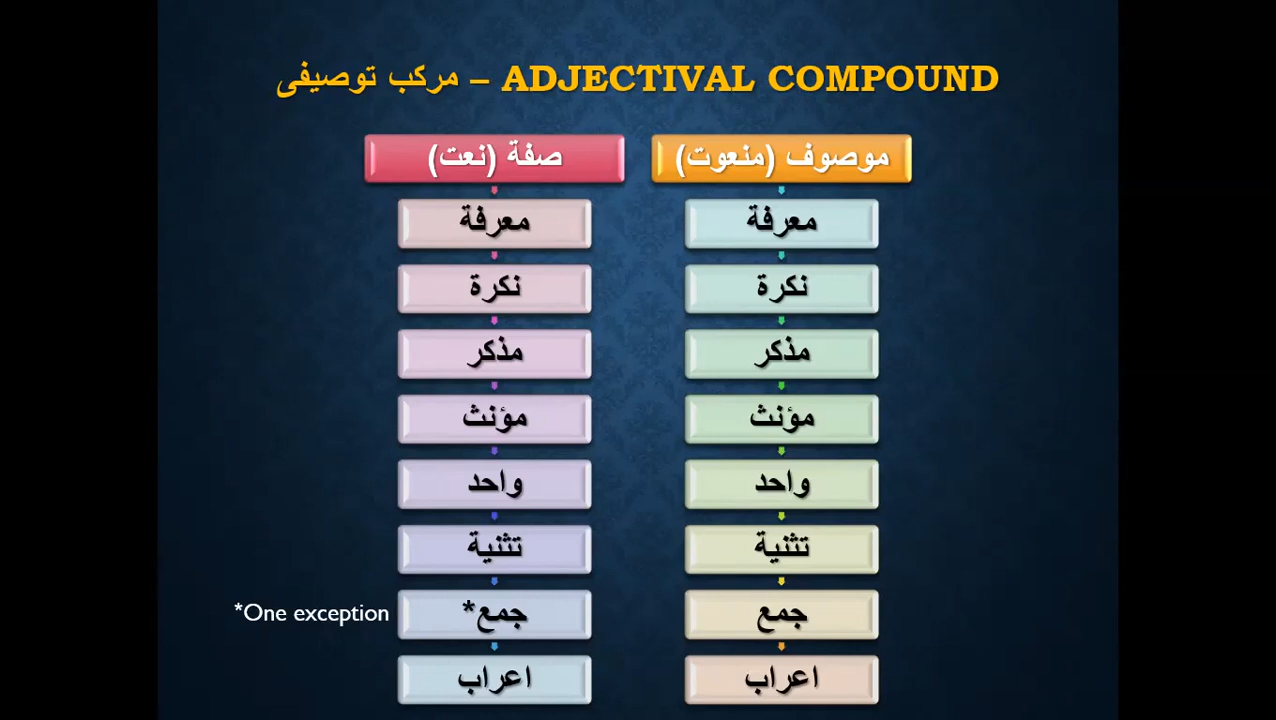 مركب توصيفى – ADJECTIVAL COMPOUND
موصوف (منعوت)
معرفة
نكرة
مذكر
مؤنث
واحد
تثنية
جمع
اعراب
صفة (نعت)
معرفة
نكرة
مذكر
مؤنث
واحد
تثنية
جمع*
اعراب
*One exception